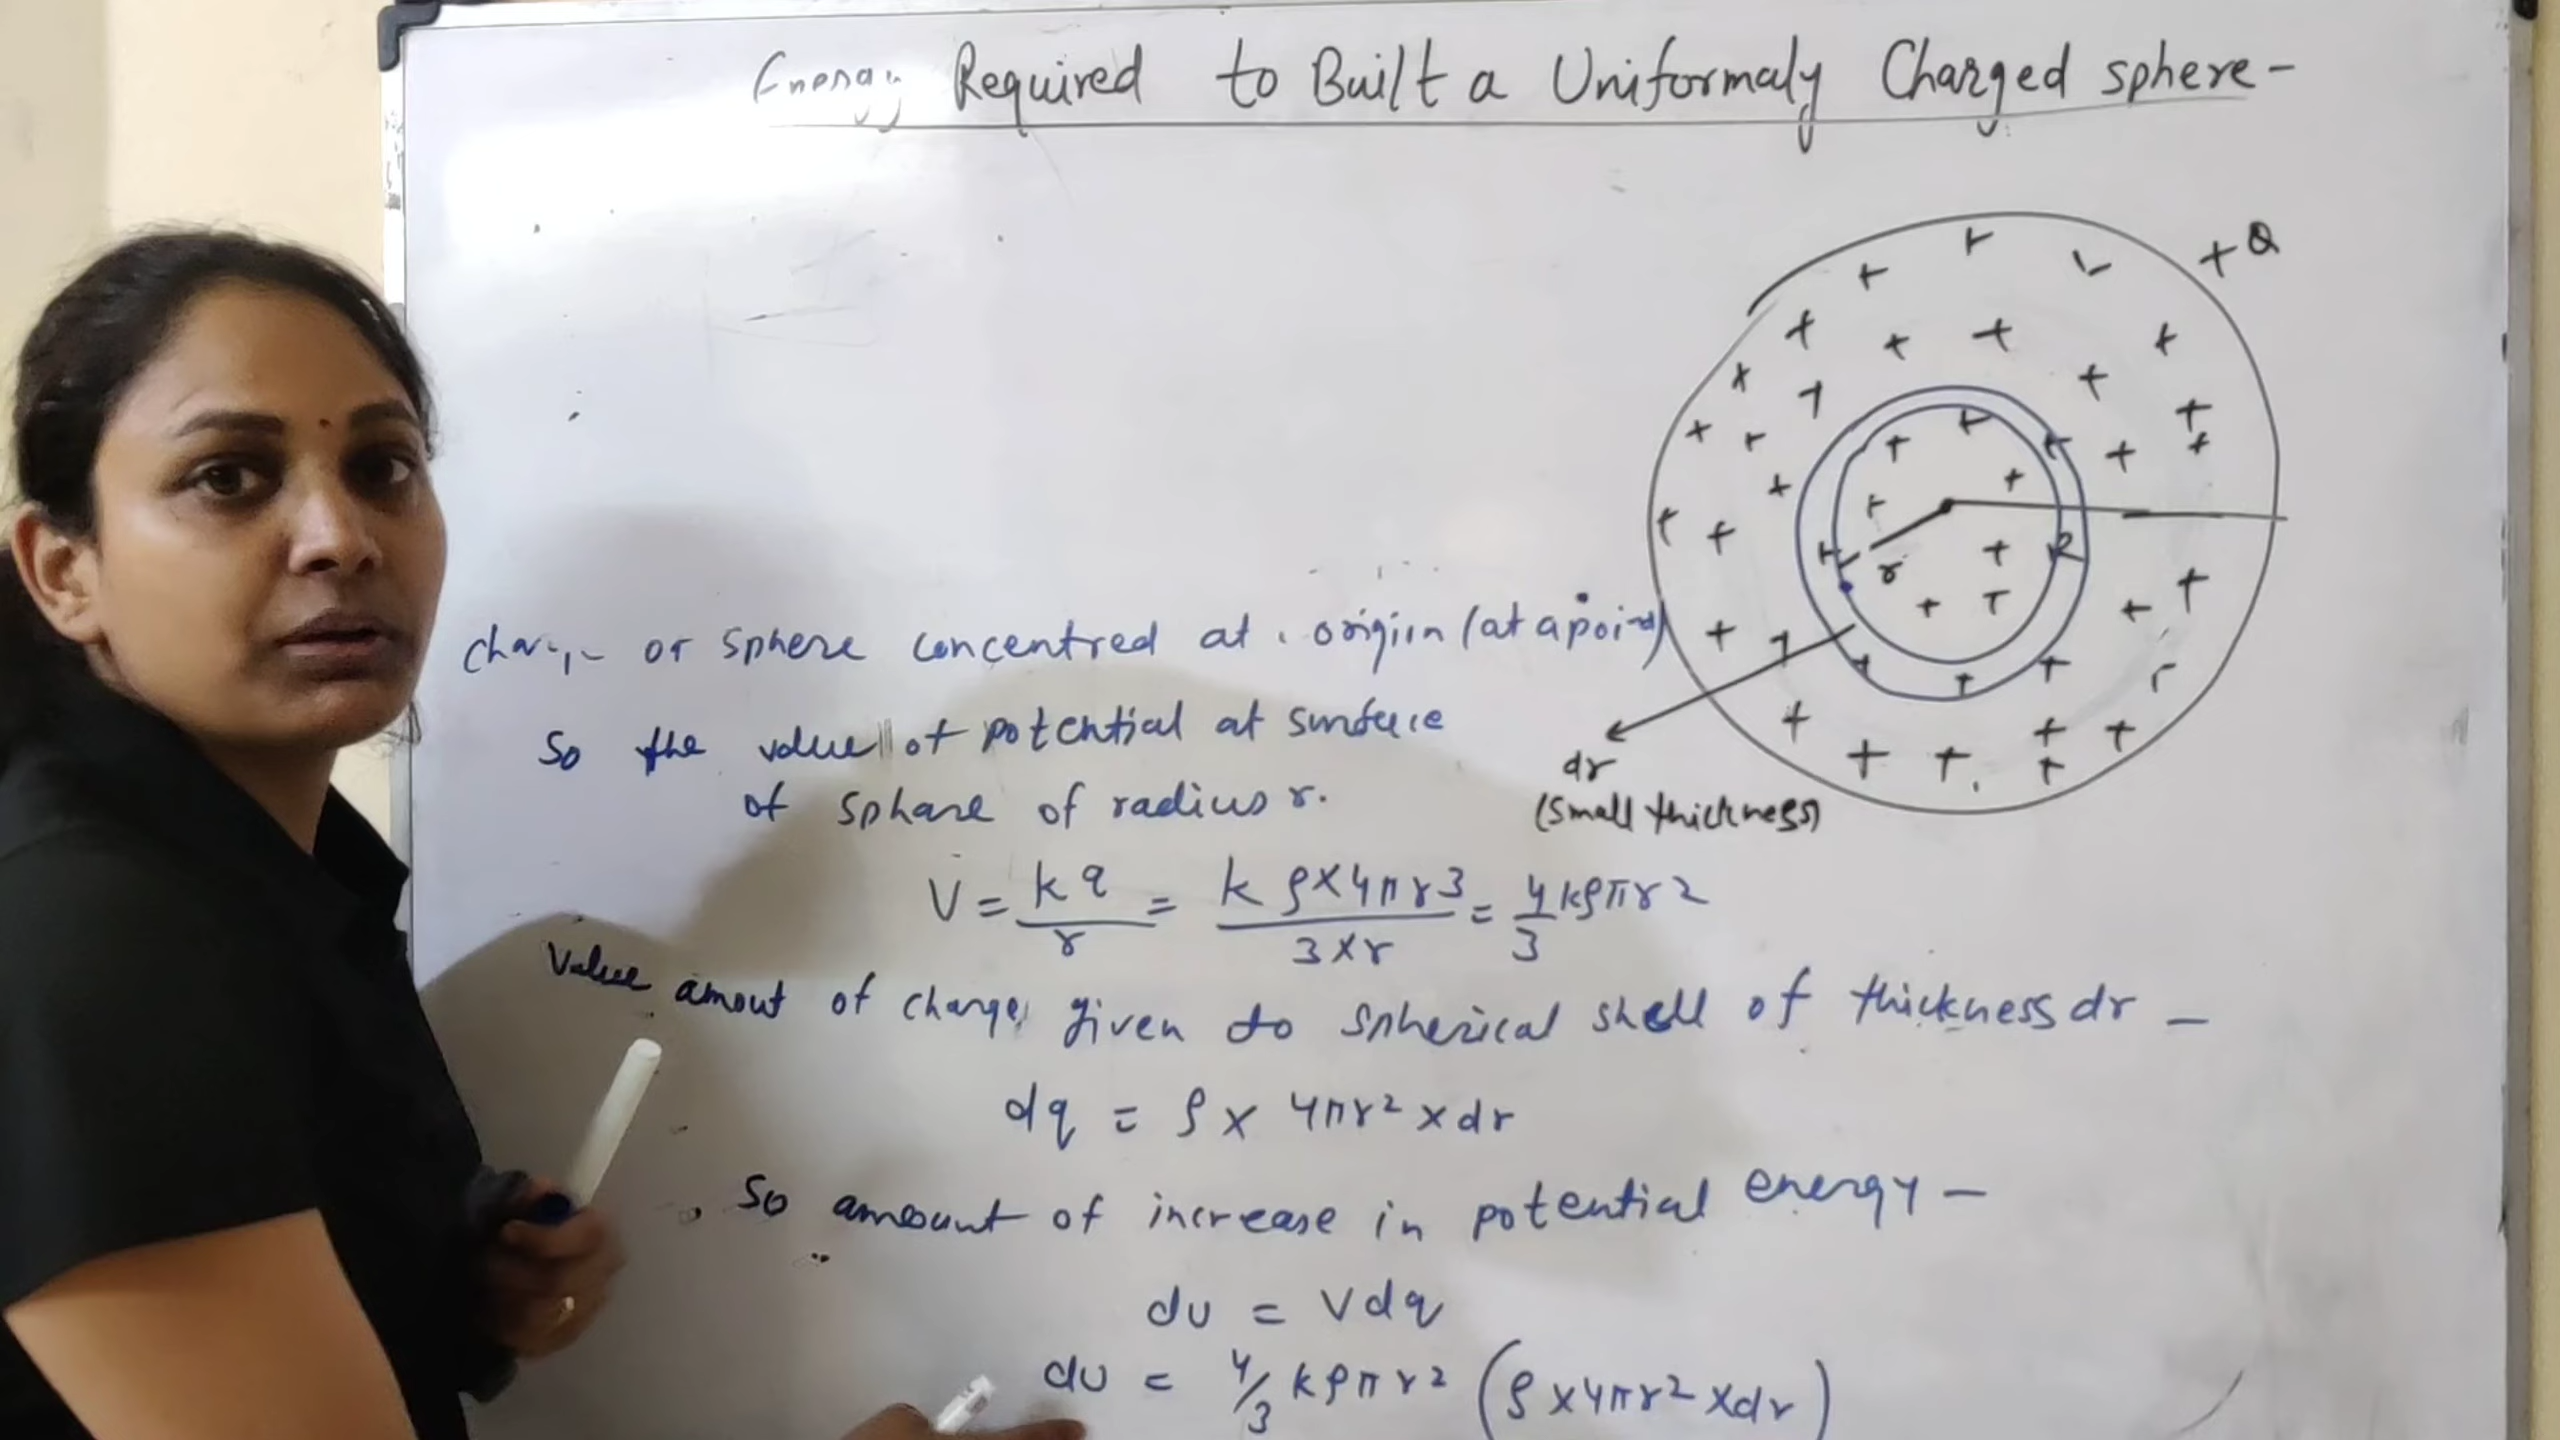 Energy Required to Built a Uniformaly Charged sphere-
+Q
R
r
dr
(Small thickness)
of sphere concentred at origin (at a point)
So the value of potential at surface
of sphare of radius r.
V = kq/r = k ρ×4πr3/3×r = 4/3 kρπr2
Value amout of charge given to spherical shell of thickness dr -
dq = ρ × 4πr2 × dr
So amount of increase in potential energy -
du = Vdq
du = 4/3 kρπr2 (ρ×4πr2×dr)